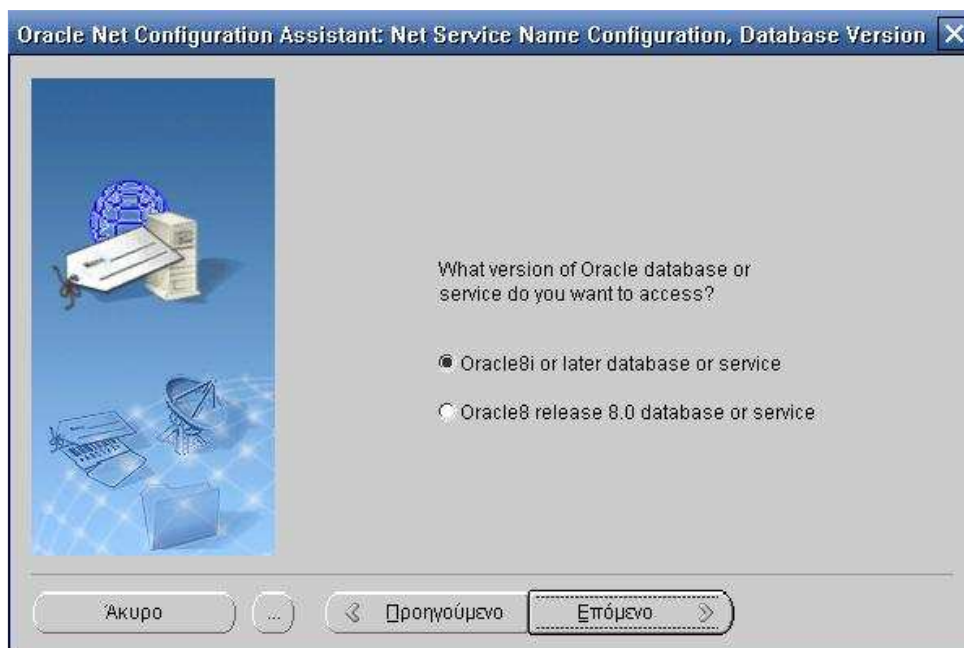 Oracle Net Configuration Assistant: Net Service Name Configuration, Database Version
What version of Oracle database or
service do you want to access?
Oracle8i or later database or service
Oracle8 release 8.0 database or service
Άκυρο
...
Προηγούμενο
Επόμενο